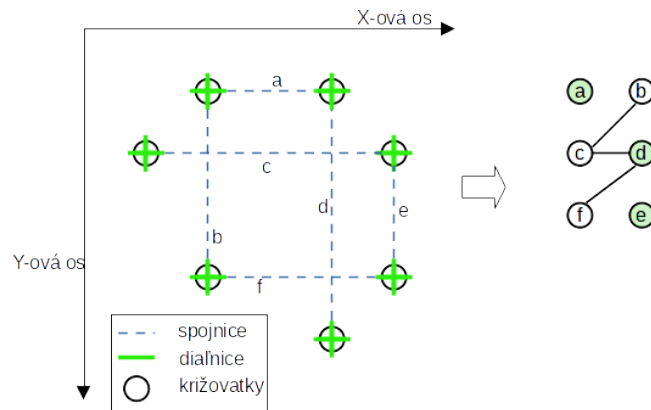 X-ová os
a
a b
c
c d
d e
b
f e
Y-ová os
f
spojnice
diaľnice
križovatky